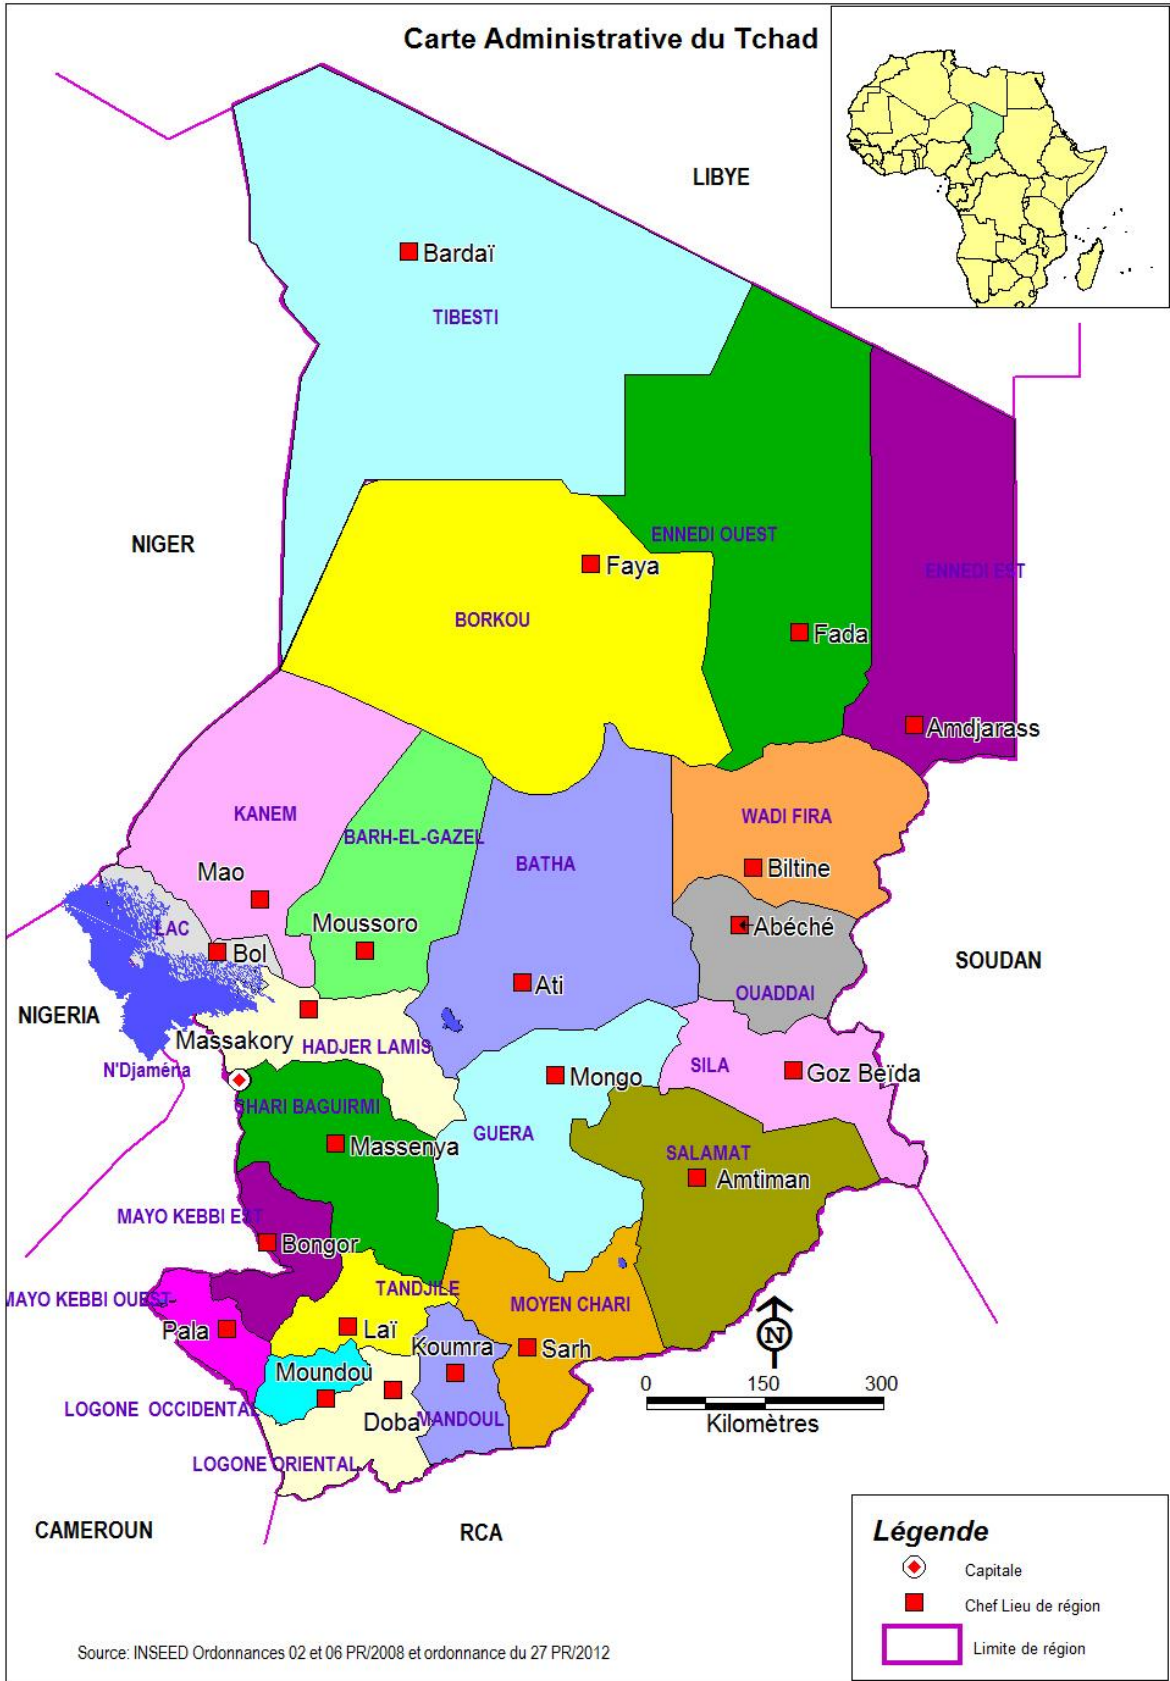 Carte Administrative du Tchad
LIBYE
Bardaï
TIBESTI
NIGER
ENNEDI OUEST
Faya
ENNEDI EST
BORKOU
Fada
Amdjarass
KANEM
WADI FIRA
BARH-EL-GAZEL
BATHA
Mao
Biltine
Moussoro
Abéché
LAC
Bol
SOUDAN
Ati
OUADDAI
NIGERIA
Massakory
HADJER LAMIS
N'Djaména
SILA
Goz Beïda
Mongo
CHARI BAGUIRMI
GUERA
Massenya
SALAMAT
Amtiman
MAYO KEBBI EST
Bongor
TANDJILE
MAYO KEBBI OUEST
MOYEN CHARI
Pala
Laï
Koumra
Sarh
N
Moundou
0 150 300
Kilomètres
LOGONE OCCIDENTAL
Doba
MANDOUL
LOGONE ORIENTAL
CAMEROUN
RCA
Légende
Capitale
Chef Lieu de région
Limite de région
Source: INSEED Ordonnances 02 et 06 PR/2008 et ordonnance du 27 PR/2012